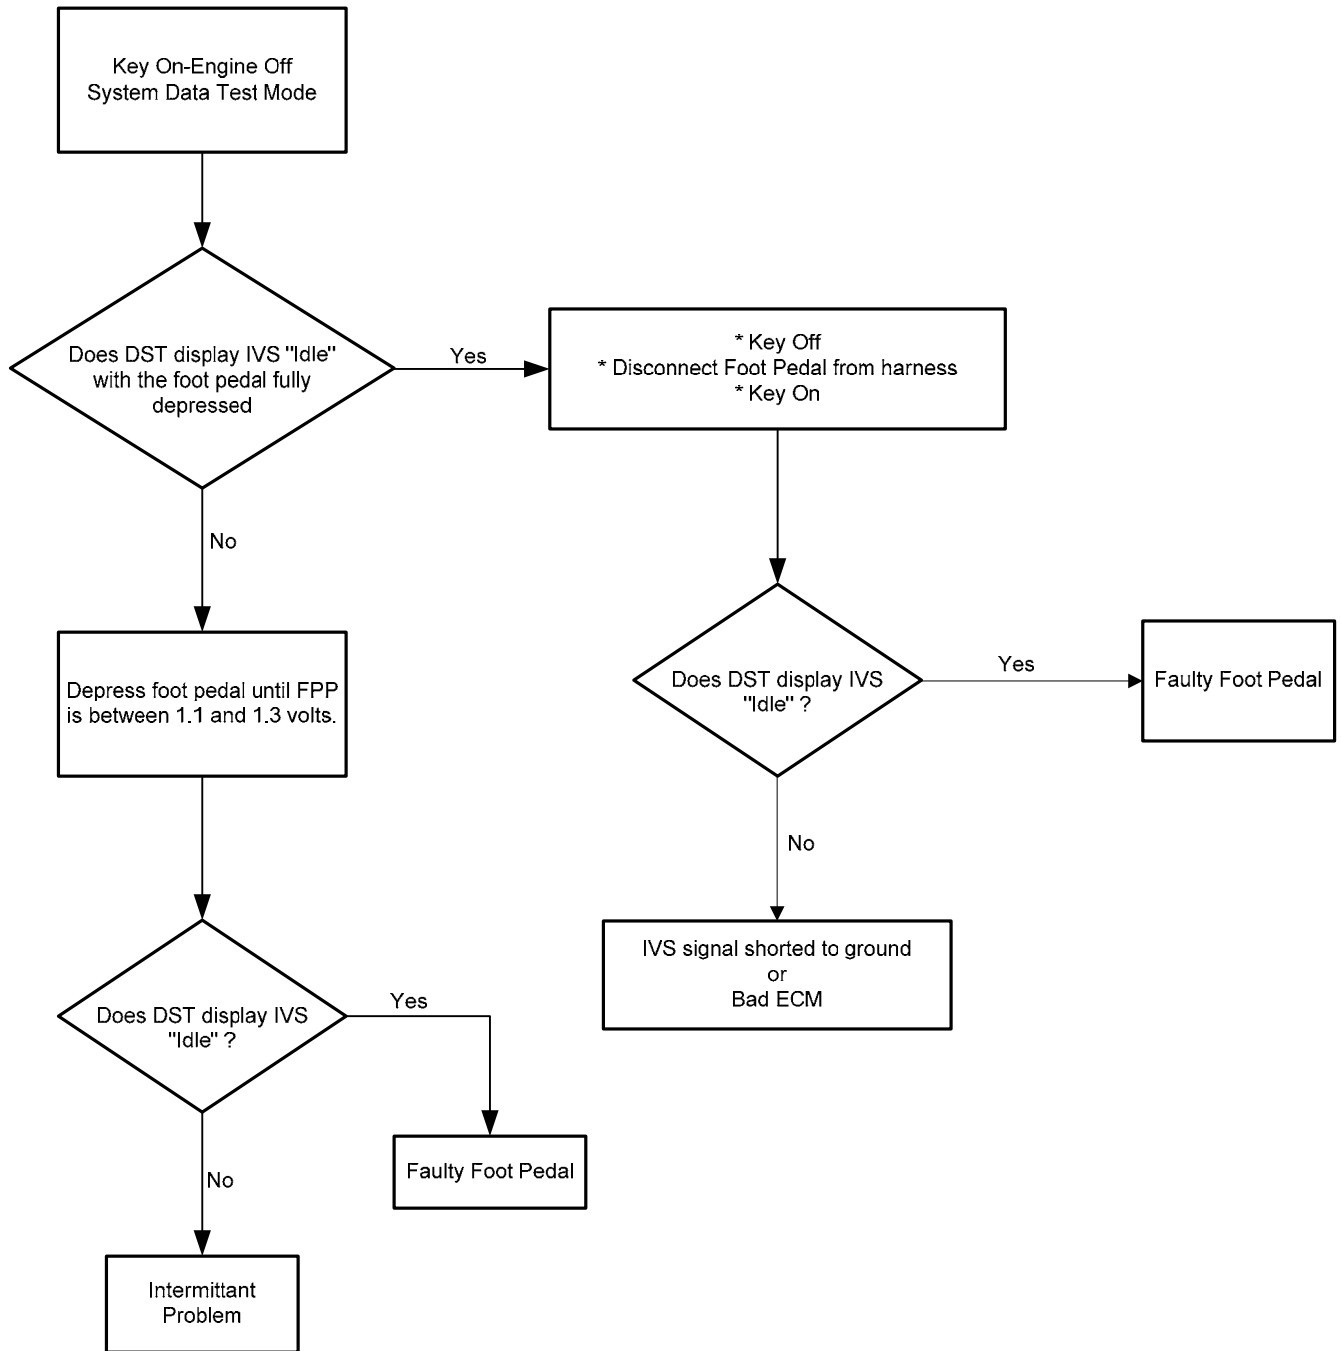 Key On-Engine Off
System Data Test Mode
Does DST display IVS "Idle"
with the foot pedal fully
depressed
Yes
* Key Off
* Disconnect Foot Pedal from harness
* Key On
No
Depress foot pedal until FPP
is between 1.1 and 1.3 volts.
Does DST display IVS
"Idle" ?
Yes
Faulty Foot Pedal
No
IVS signal shorted to ground
or
Bad ECM
Does DST display IVS
"Idle" ?
Yes
Faulty Foot Pedal
No
Intermittant
Problem